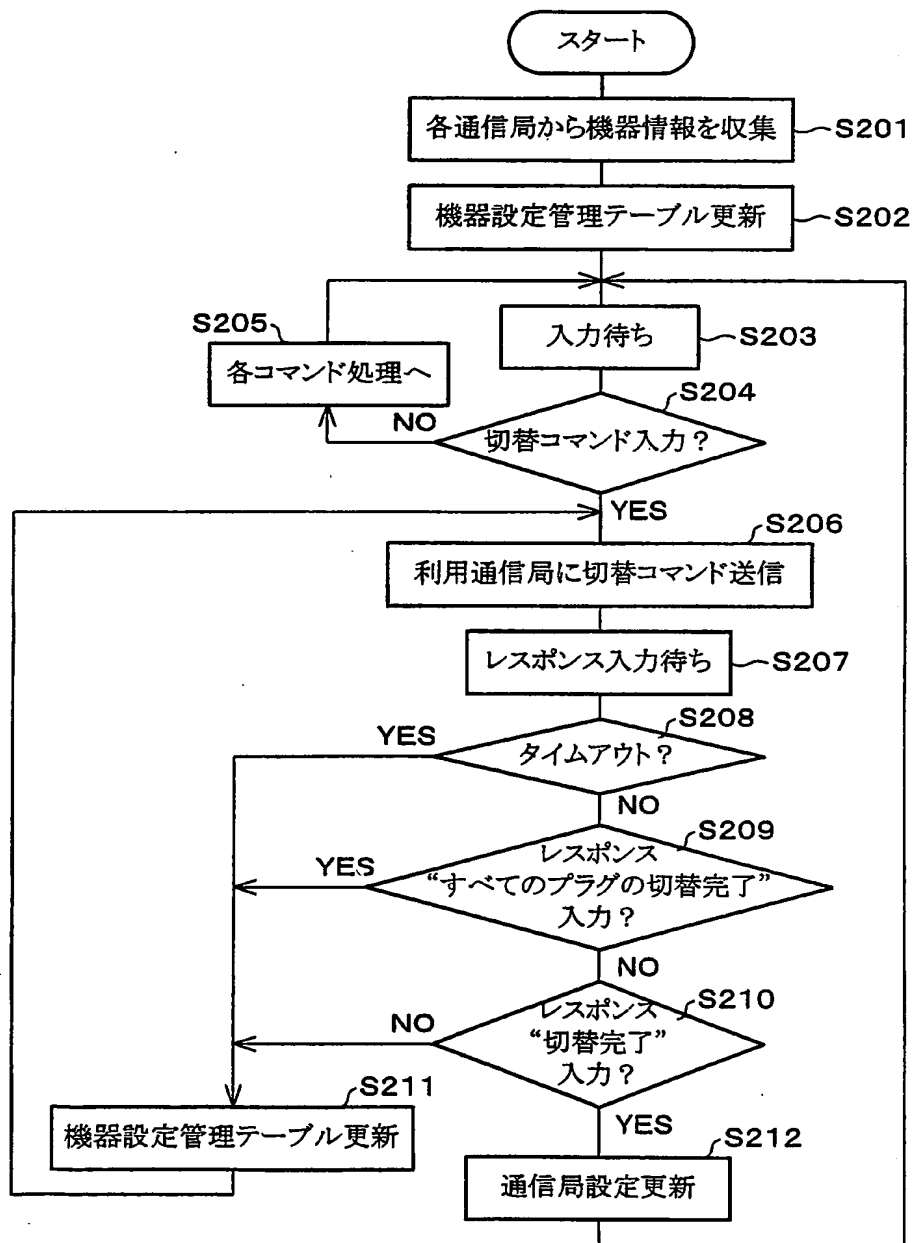 スタート
各通信局から機器情報を収集
S201
機器設定管理テーブル更新
S202
S205
入力待ち
S203
各コマンド処理へ
S204
NO
切替コマンド入力？
YES
S206
利用通信局に切替コマンド送信
レスポンス入力待ち
S207
S208
YES
タイムアウト？
NO
S209
YES
レスポンス
“すべてのプラグの切替完了”
入力？
NO
S210
NO
レスポンス
“切替完了”
入力？
S211
YES
機器設定管理テーブル更新
S212
通信局設定更新